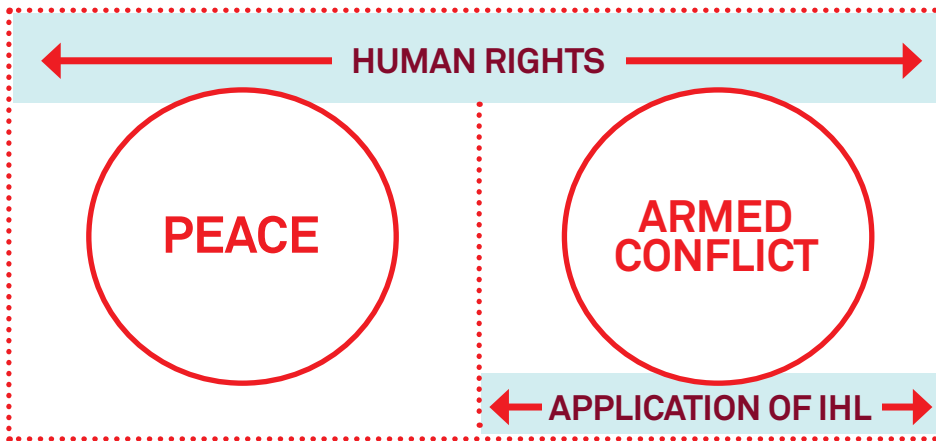 HUMAN RIGHTS
PEACE
ARMED
CONFLICT
APPLICATION OF IHL